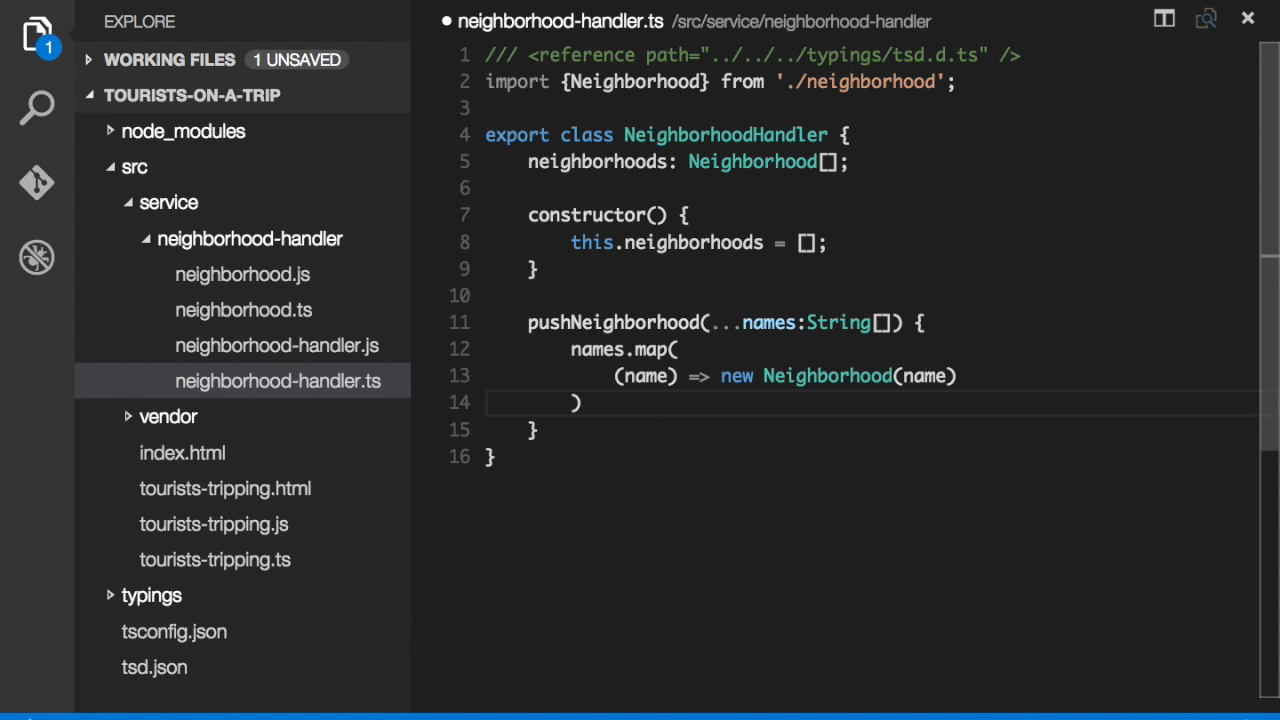 EXPLORE
1
WORKING FILES 1 UNSAVED
TOURISTS-ON-A-TRIP
node_modules
src
service
neighborhood-handler
neighborhood.js
neighborhood.ts
neighborhood-handler.js
neighborhood-handler.ts
vendor
index.html
tourists-tripping.html
tourists-tripping.js
tourists-tripping.ts
typings
tsconfig.json
tsd.json
neighborhood-handler.ts /src/service/neighborhood-handler
1 /// <reference path="../../../typings/tsd.d.ts" />
2 import {Neighborhood} from './neighborhood';
3
4 export class NeighborhoodHandler {
5     neighborhoods: Neighborhood[];
6
7     constructor() {
8         this.neighborhoods = [];
9     }
10
11     pushNeighborhood(...names:String[]) {
12         names.map(
13             (name) => new Neighborhood(name)
14         )
15     }
16 }